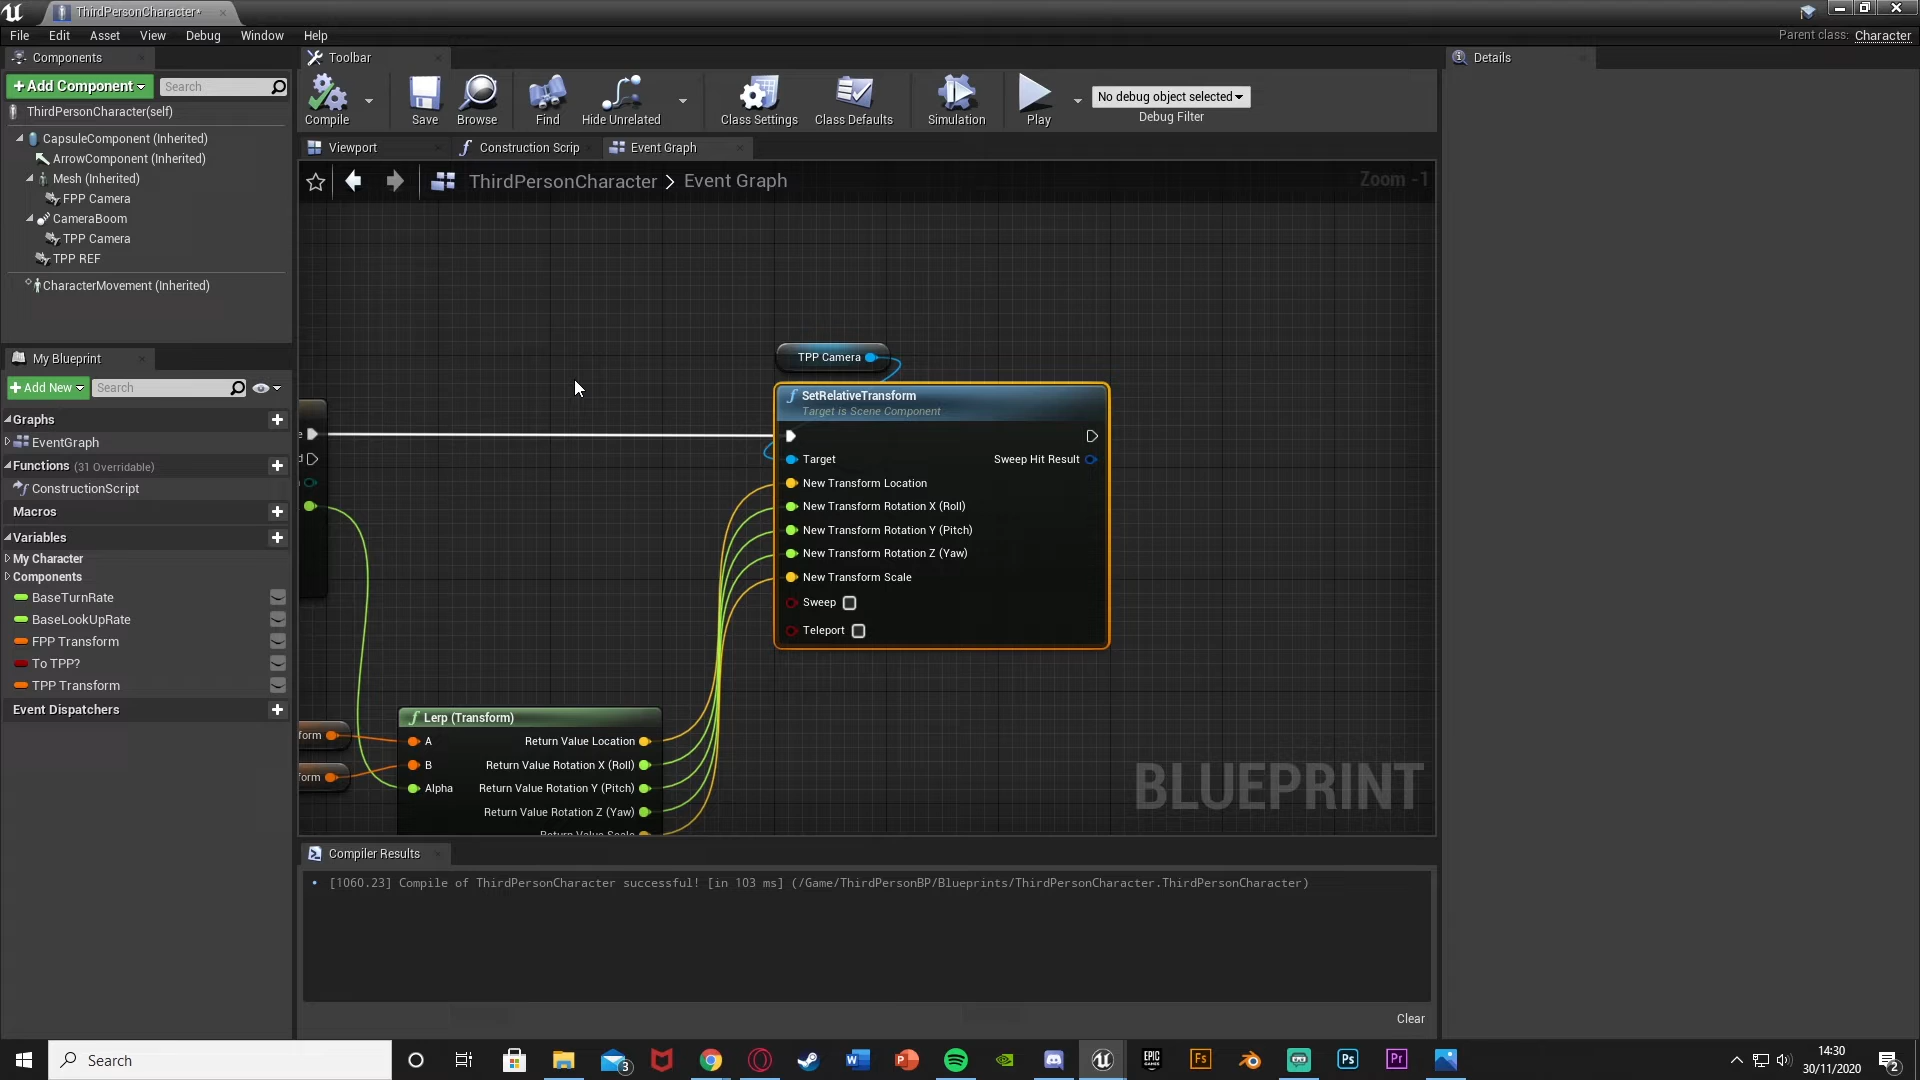 ThirdPersonCharacter*
File Edit Asset View Debug Window Help
Parent class: Character
Components
Toolbar
Details
+Add Component
Search
ThirdPersonCharacter(self)
CapsuleComponent (Inherited)
ArrowComponent (Inherited)
Mesh (Inherited)
FPP Camera
CameraBoom
TPP Camera
TPP REF
CharacterMovement (Inherited)
Compile
Save
Browse
Find
Hide Unrelated
Class Settings
Class Defaults
Simulation
Play
No debug object selected
Debug Filter
Viewport
Construction Scrip
Event Graph
ThirdPersonCharacter > Event Graph
Zoom -1
My Blueprint
+Add New
Search
Graphs
EventGraph
Functions (31 Overridable)
ConstructionScript
Macros
Variables
My Character
Components
BaseTurnRate
BaseLookUpRate
FPP Transform
To TPP?
TPP Transform
Event Dispatchers
TPP Camera
SetRelativeTransform
Target is Scene Component
Target
Sweep Hit Result
New Transform Location
New Transform Rotation X (Roll)
New Transform Rotation Y (Pitch)
New Transform Rotation Z (Yaw)
New Transform Scale
Sweep
Teleport
e
d
form
form
Lerp (Transform)
A
Return Value Location
B
Return Value Rotation X (Roll)
Alpha
Return Value Rotation Y (Pitch)
Return Value Rotation Z (Yaw)
Return Value Scale
BLUEPRINT
Compiler Results
[1060.23] Compile of ThirdPersonCharacter successful! [in 103 ms] (/Game/ThirdPersonBP/Blueprints/ThirdPersonCharacter.ThirdPersonCharacter)
Clear
Search
3
EPIC
GAMES
Fs
Ps
Pr
14:30
30/11/2020
2